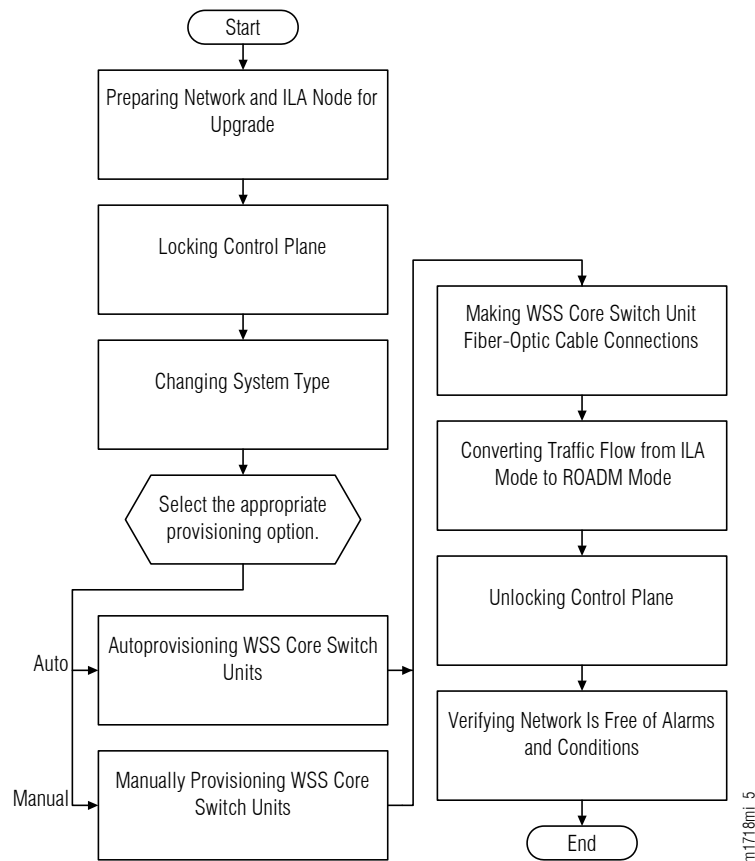 Start
Preparing Network and ILA Node for
Upgrade
Locking Control Plane
Changing System Type
Select the appropriate
provisioning option.
Auto
Autoprovisioning WSS Core Switch
Units
Manual
Manually Provisioning WSS Core
Switch Units
Making WSS Core Switch Unit
Fiber-Optic Cable Connections
Converting Traffic Flow from ILA
Mode to ROADM Mode
Unlocking Control Plane
Verifying Network Is Free of Alarms
and Conditions
End
m1718mi_5